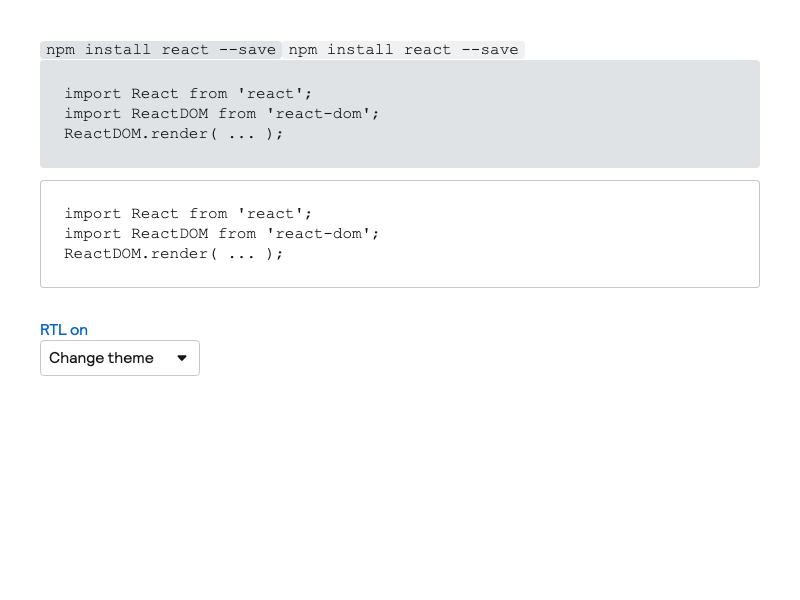 npm install react --save npm install react --save
import React from 'react';
import ReactDOM from 'react-dom';
ReactDOM.render( ... );
import React from 'react';
import ReactDOM from 'react-dom';
ReactDOM.render( ... );
RTL on
Change theme